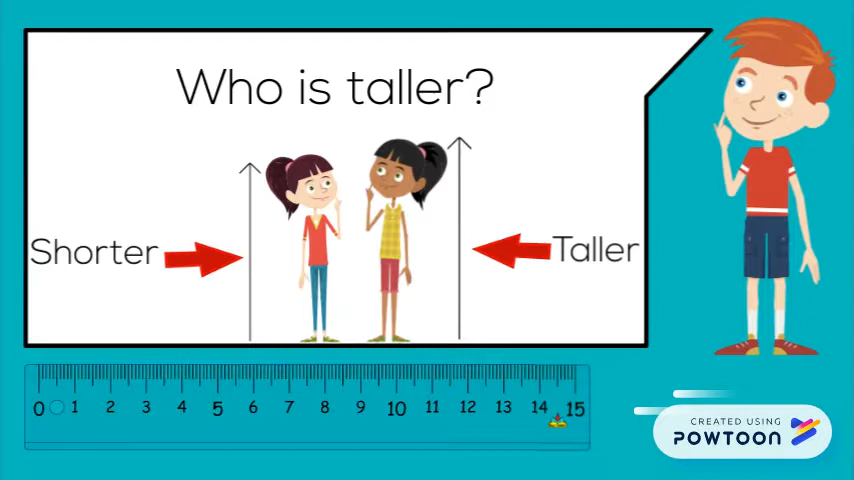 Who is taller?
Shorter
Taller
0 1 2 3 4 5 6 7 8 9 10 11 12 13 14 15
CREATED USING
POWTOON